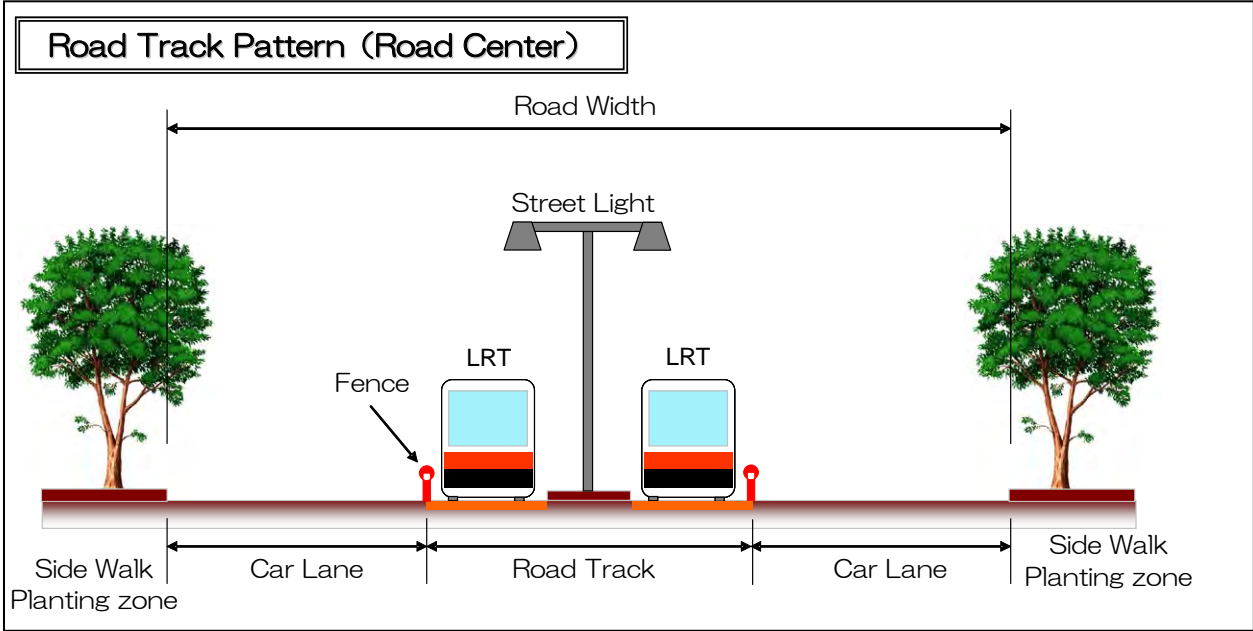 Road Track Pattern (Road Center)
Road Width
Street Light
LRT
LRT
Fence
Side Walk
Planting zone
Car Lane
Road Track
Car Lane
Side Walk
Planting zone